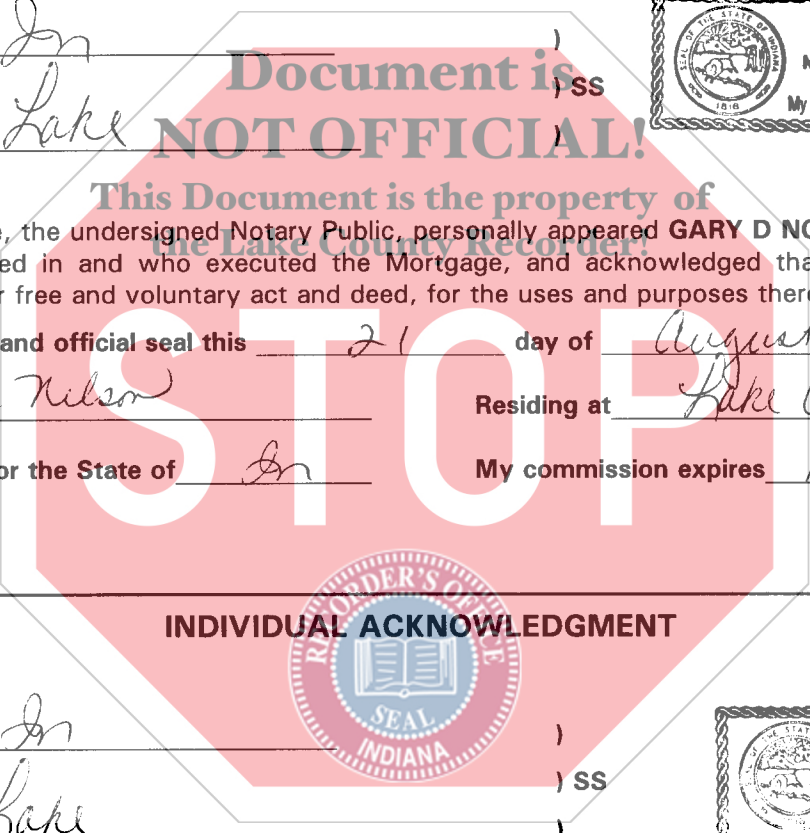 In )
Document is
) SS
My
Lake )
NOT OFFICIAL!
SEAL OF THE STATE OF INDIANA
1816
This Document is the property of
the Lake County Recorder!
, the undersigned Notary Public, personally appeared GARY D NO
ed in and who executed the Mortgage, and acknowledged tha
r free and voluntary act and deed, for the uses and purposes there
and official seal this 21 day of August
Nilson Residing at Lake
or the State of In My commission expires
STOP
INDIVIDUAL ACKNOWLEDGMENT
RECORDER'S OFFICE
SEAL
INDIANA
In )
) SS
Lake )